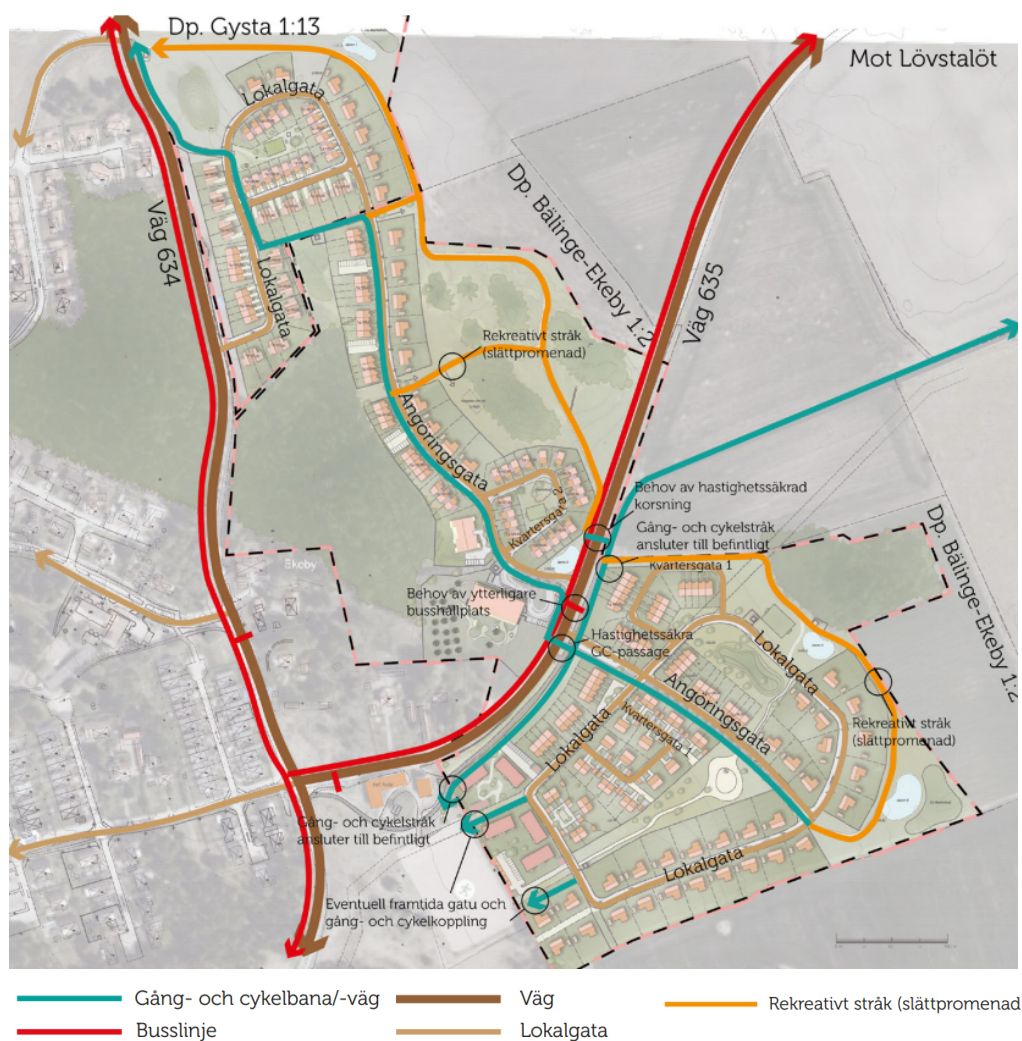 Dp. Gysta 1:13
Mot Lövstalöt
Lokalgata
Väg 634
Lokalgata
Dp. Bälinge-Ekeby 1:2
Väg 635
Rekreativt stråk
(slättpromenad)
Angöringsgata
Kvartersgata 2
Behov av hastighetssäkrad
korsning
Gång- och cykelstråk
ansluter till befintligt
Kvartersgata 1
Dp. Bälinge-Ekeby 1:2
Ekeby
Behov av ytterligare
busshållplats
Hastighetssäkra
GC-passage
Lokalgata
Angöringsgata
Rekreativt stråk
(slättpromenad)
Lokalgata
Kvartersgata 1
Gång- och cykelstråk
ansluter till befintligt
Lokalgata
Eventuell framtida gatu och
gång- och cykelkoppling
Gång- och cykelbana/-väg
Väg
Rekreativt stråk (slättpromenad
Busslinje
Lokalgata